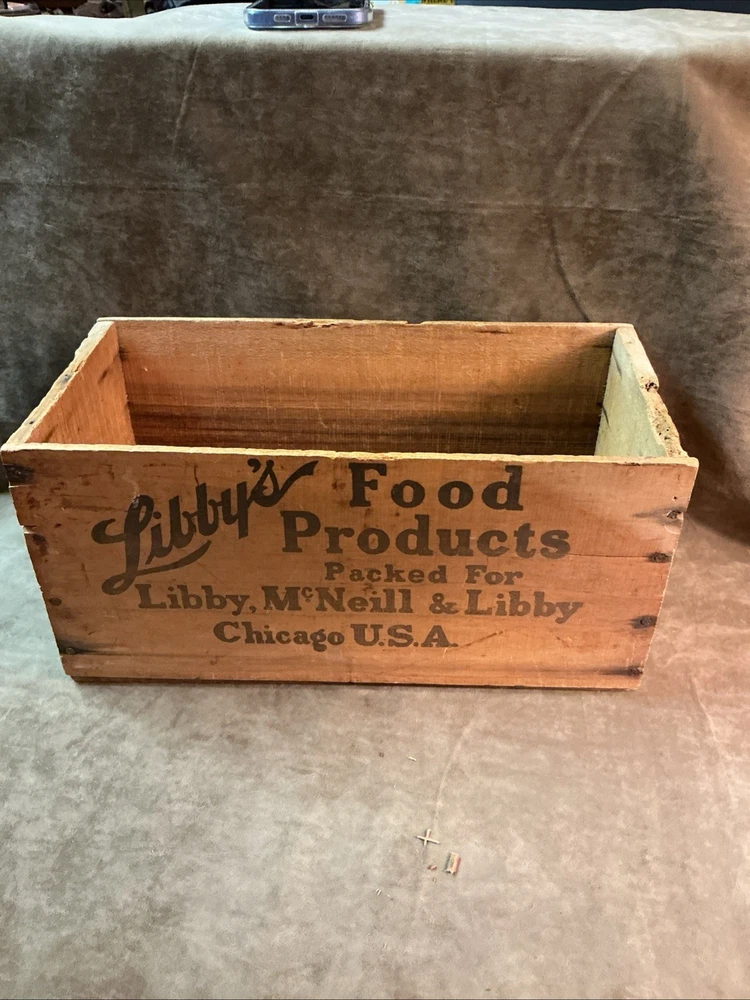 Libby's Food
Products
Packed For
Libby, McNeill & Libby
Chicago U.S.A.